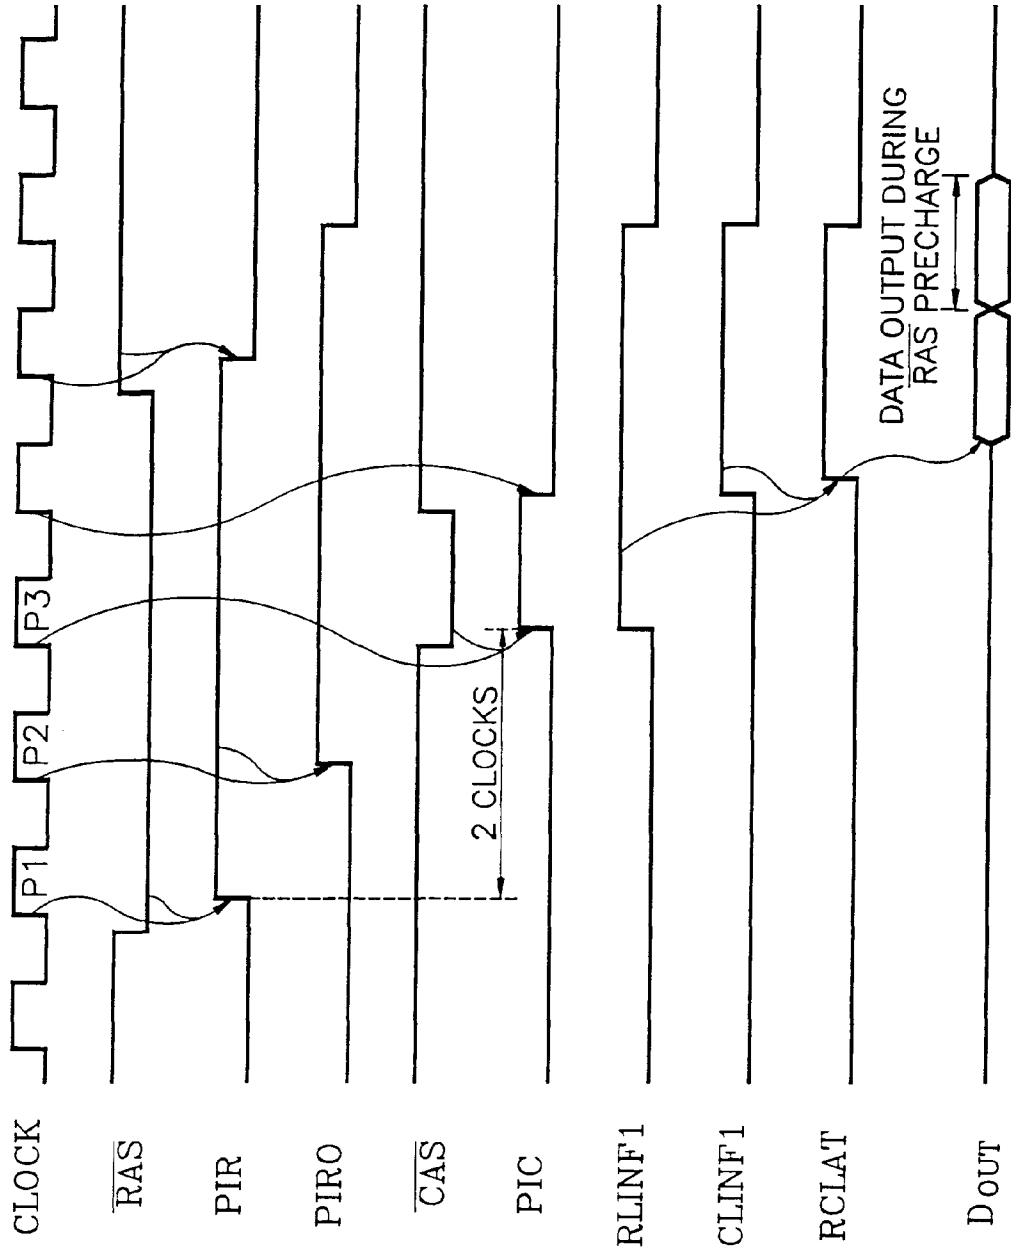 CLOCK
P1 P2 P3
RAS
PIR
PIRO
CAS
2 CLOCKS
PIC
RLINF1
CLINF1
RCLAT
DATA OUTPUT DURING
RAS PRECHARGE
DOUT